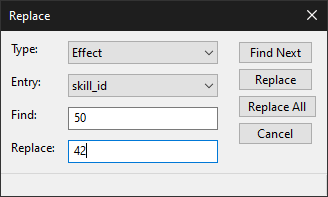 Replace
Type: Effect Find Next
Entry: skill_id Replace
Find: 50 Replace All
Replace: 42 Cancel